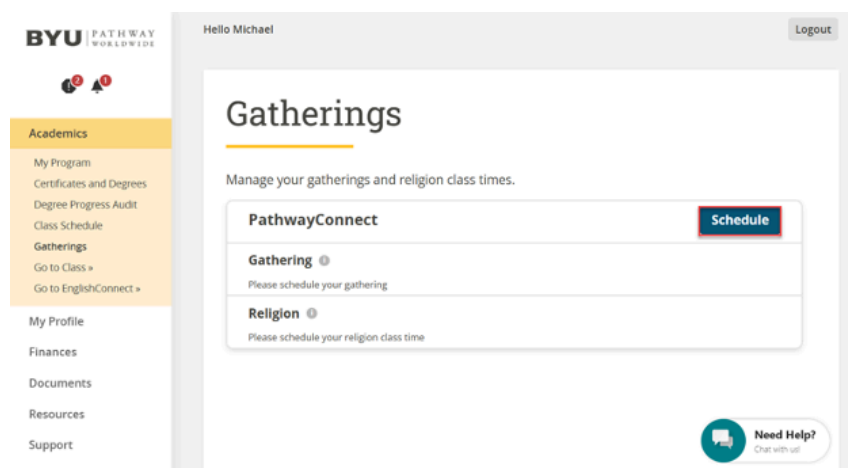 BYU PATHWAY WORLDWIDE
Hello Michael
Logout
2
1
Academics
My Program
Certificates and Degrees
Degree Progress Audit
Class Schedule
Gatherings
Go to Class »
Go to EnglishConnect »
My Profile
Finances
Documents
Resources
Support
Gatherings
Manage your gatherings and religion class times.
PathwayConnect
Schedule
Gathering
Please schedule your gathering
Religion
Please schedule your religion class time
Need Help?
Chat with us!